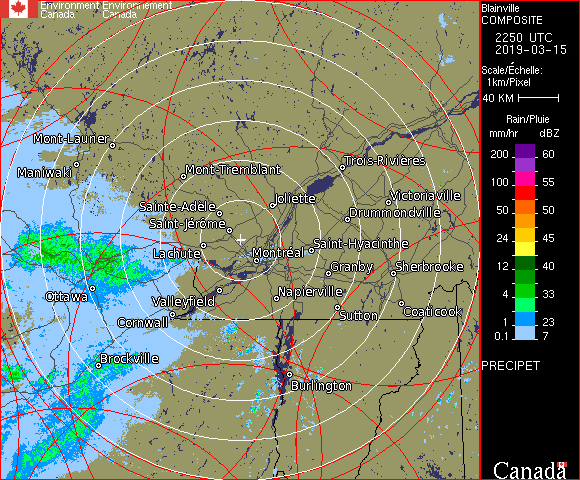 Environment Environnement
Canada Canada
Blainville
COMPOSITE
2250 UTC
2019-03-15
Scale/Échelle:
1km/Pixel
40 KM
Rain/Pluie
mm/hr dBZ
200 60
100 55
50 50
24 45
12 40
4 33
1 23
0.1 7
PRECIPET
Canada
Mont-Laurier
Maniwaki
Mont-Tremblant
Trois-Rivières
Joliette
Victoriaville
Sainte-Adèle
Drummondville
Saint-Jérôme
Saint-Hyacinthe
Lachute
Montréal
Granby
Sherbrooke
Ottawa
Napierville
Valleyfield
Coaticook
Sutton
Cornwall
Brockville
Burlington